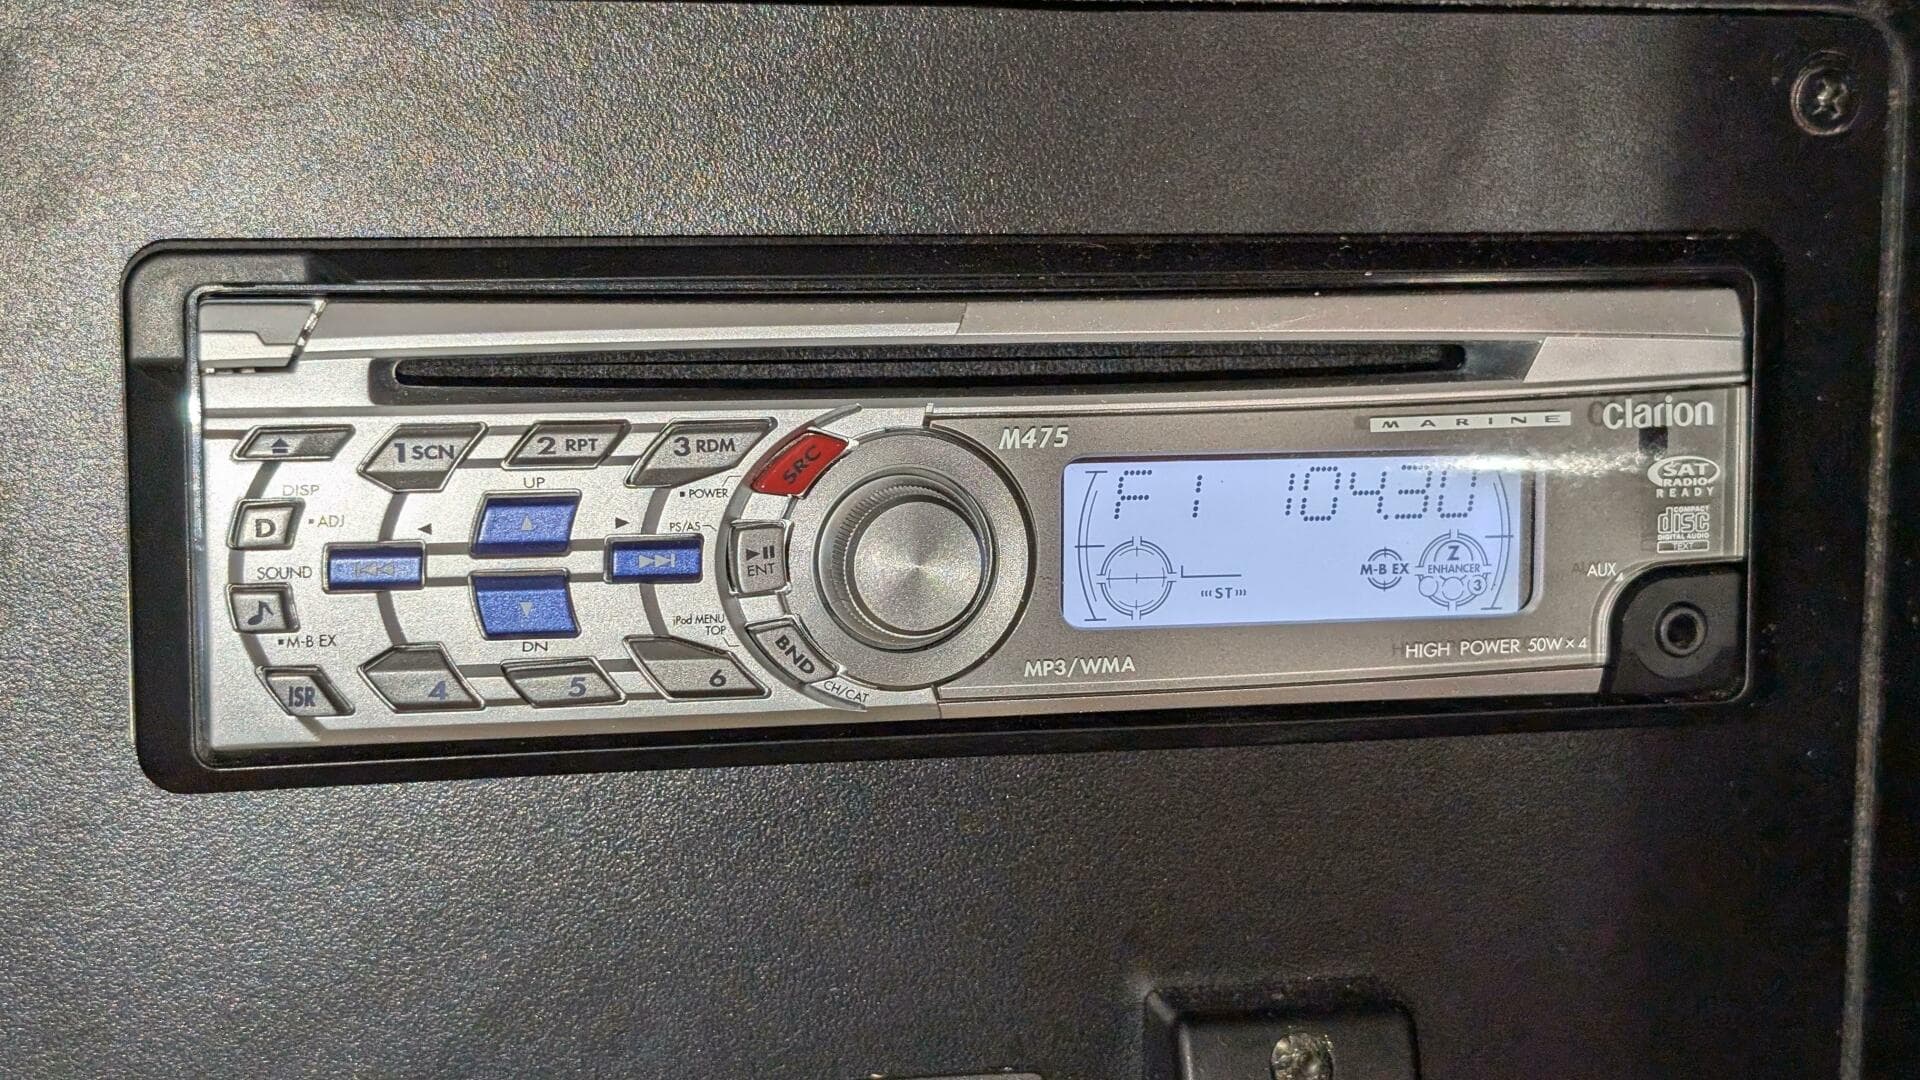 MARINE
clarion
M475
SAT
RADIO
READY
COMPACT
disc
DIGITAL AUDIO
TEXT
1 SCN
2 RPT
3 RDM
SRC
POWER
DISP
D
ADJ
UP
PS/AS
ENT
F1 10430
M-B EX
Z
ENHANCER
3
ST
SOUND
M-B EX
DN
iPod MENU
TOP
BND
CH/CAT
ISR
4
5
6
MP3/WMA
HIGH POWER 50W×4
AUX